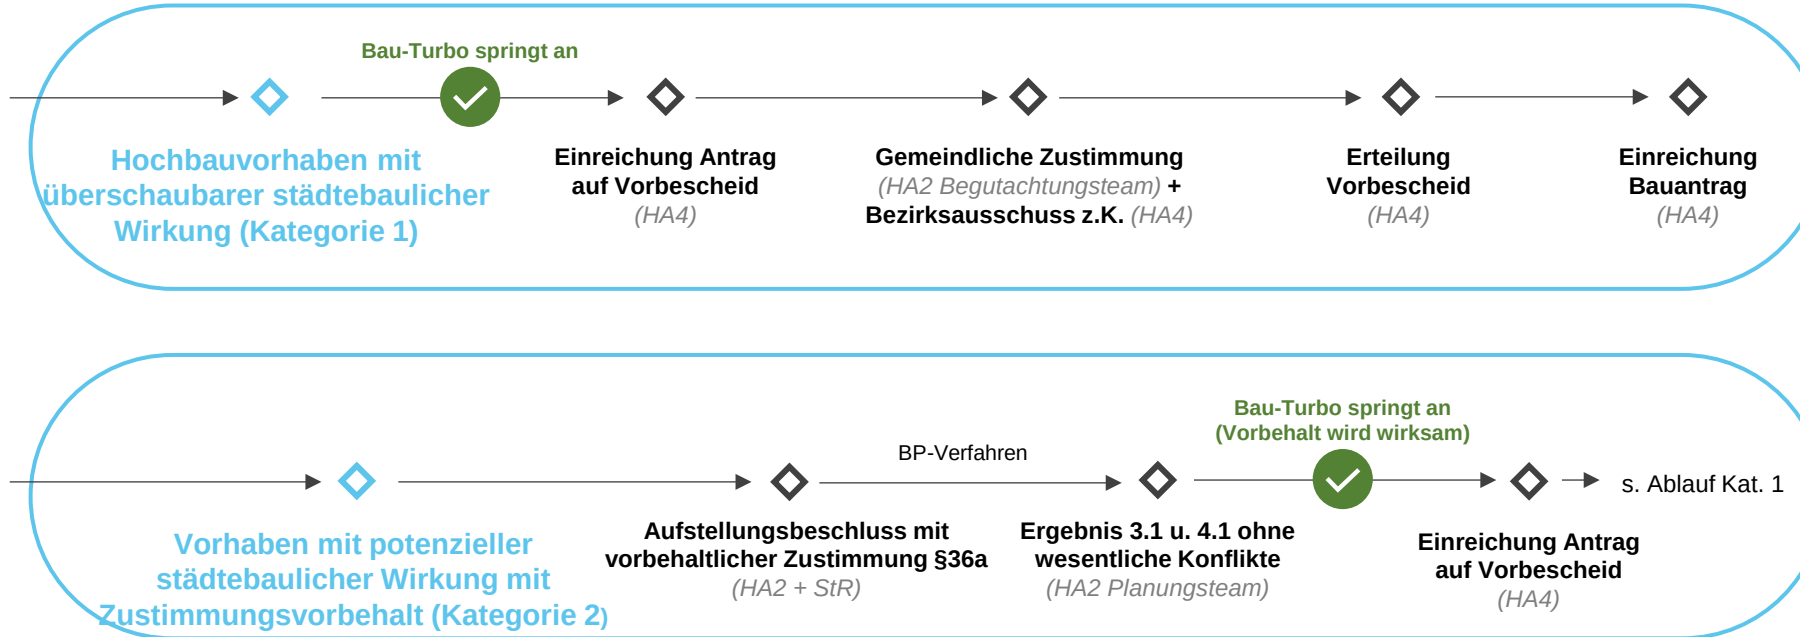 Bau-Turbo springt an
Hochbauvorhaben mit
überschaubarer städtebaulicher
Wirkung (Kategorie 1)
Einreichung Antrag
auf Vorbescheid
(HA4)
Gemeindliche Zustimmung
(HA2 Begutachtungsteam) +
Bezirksausschuss z.K. (HA4)
Erteilung
Vorbescheid
(HA4)
Einreichung
Bauantrag
(HA4)
Bau-Turbo springt an
(Vorbehalt wird wirksam)
BP-Verfahren
s. Ablauf Kat. 1
Vorhaben mit potenzieller
städtebaulicher Wirkung mit
Zustimmungsvorbehalt (Kategorie 2)
Aufstellungsbeschluss mit
vorbehaltlicher Zustimmung §36a
(HA2 + StR)
Ergebnis 3.1 u. 4.1 ohne
wesentliche Konflikte
(HA2 Planungsteam)
Einreichung Antrag
auf Vorbescheid
(HA4)